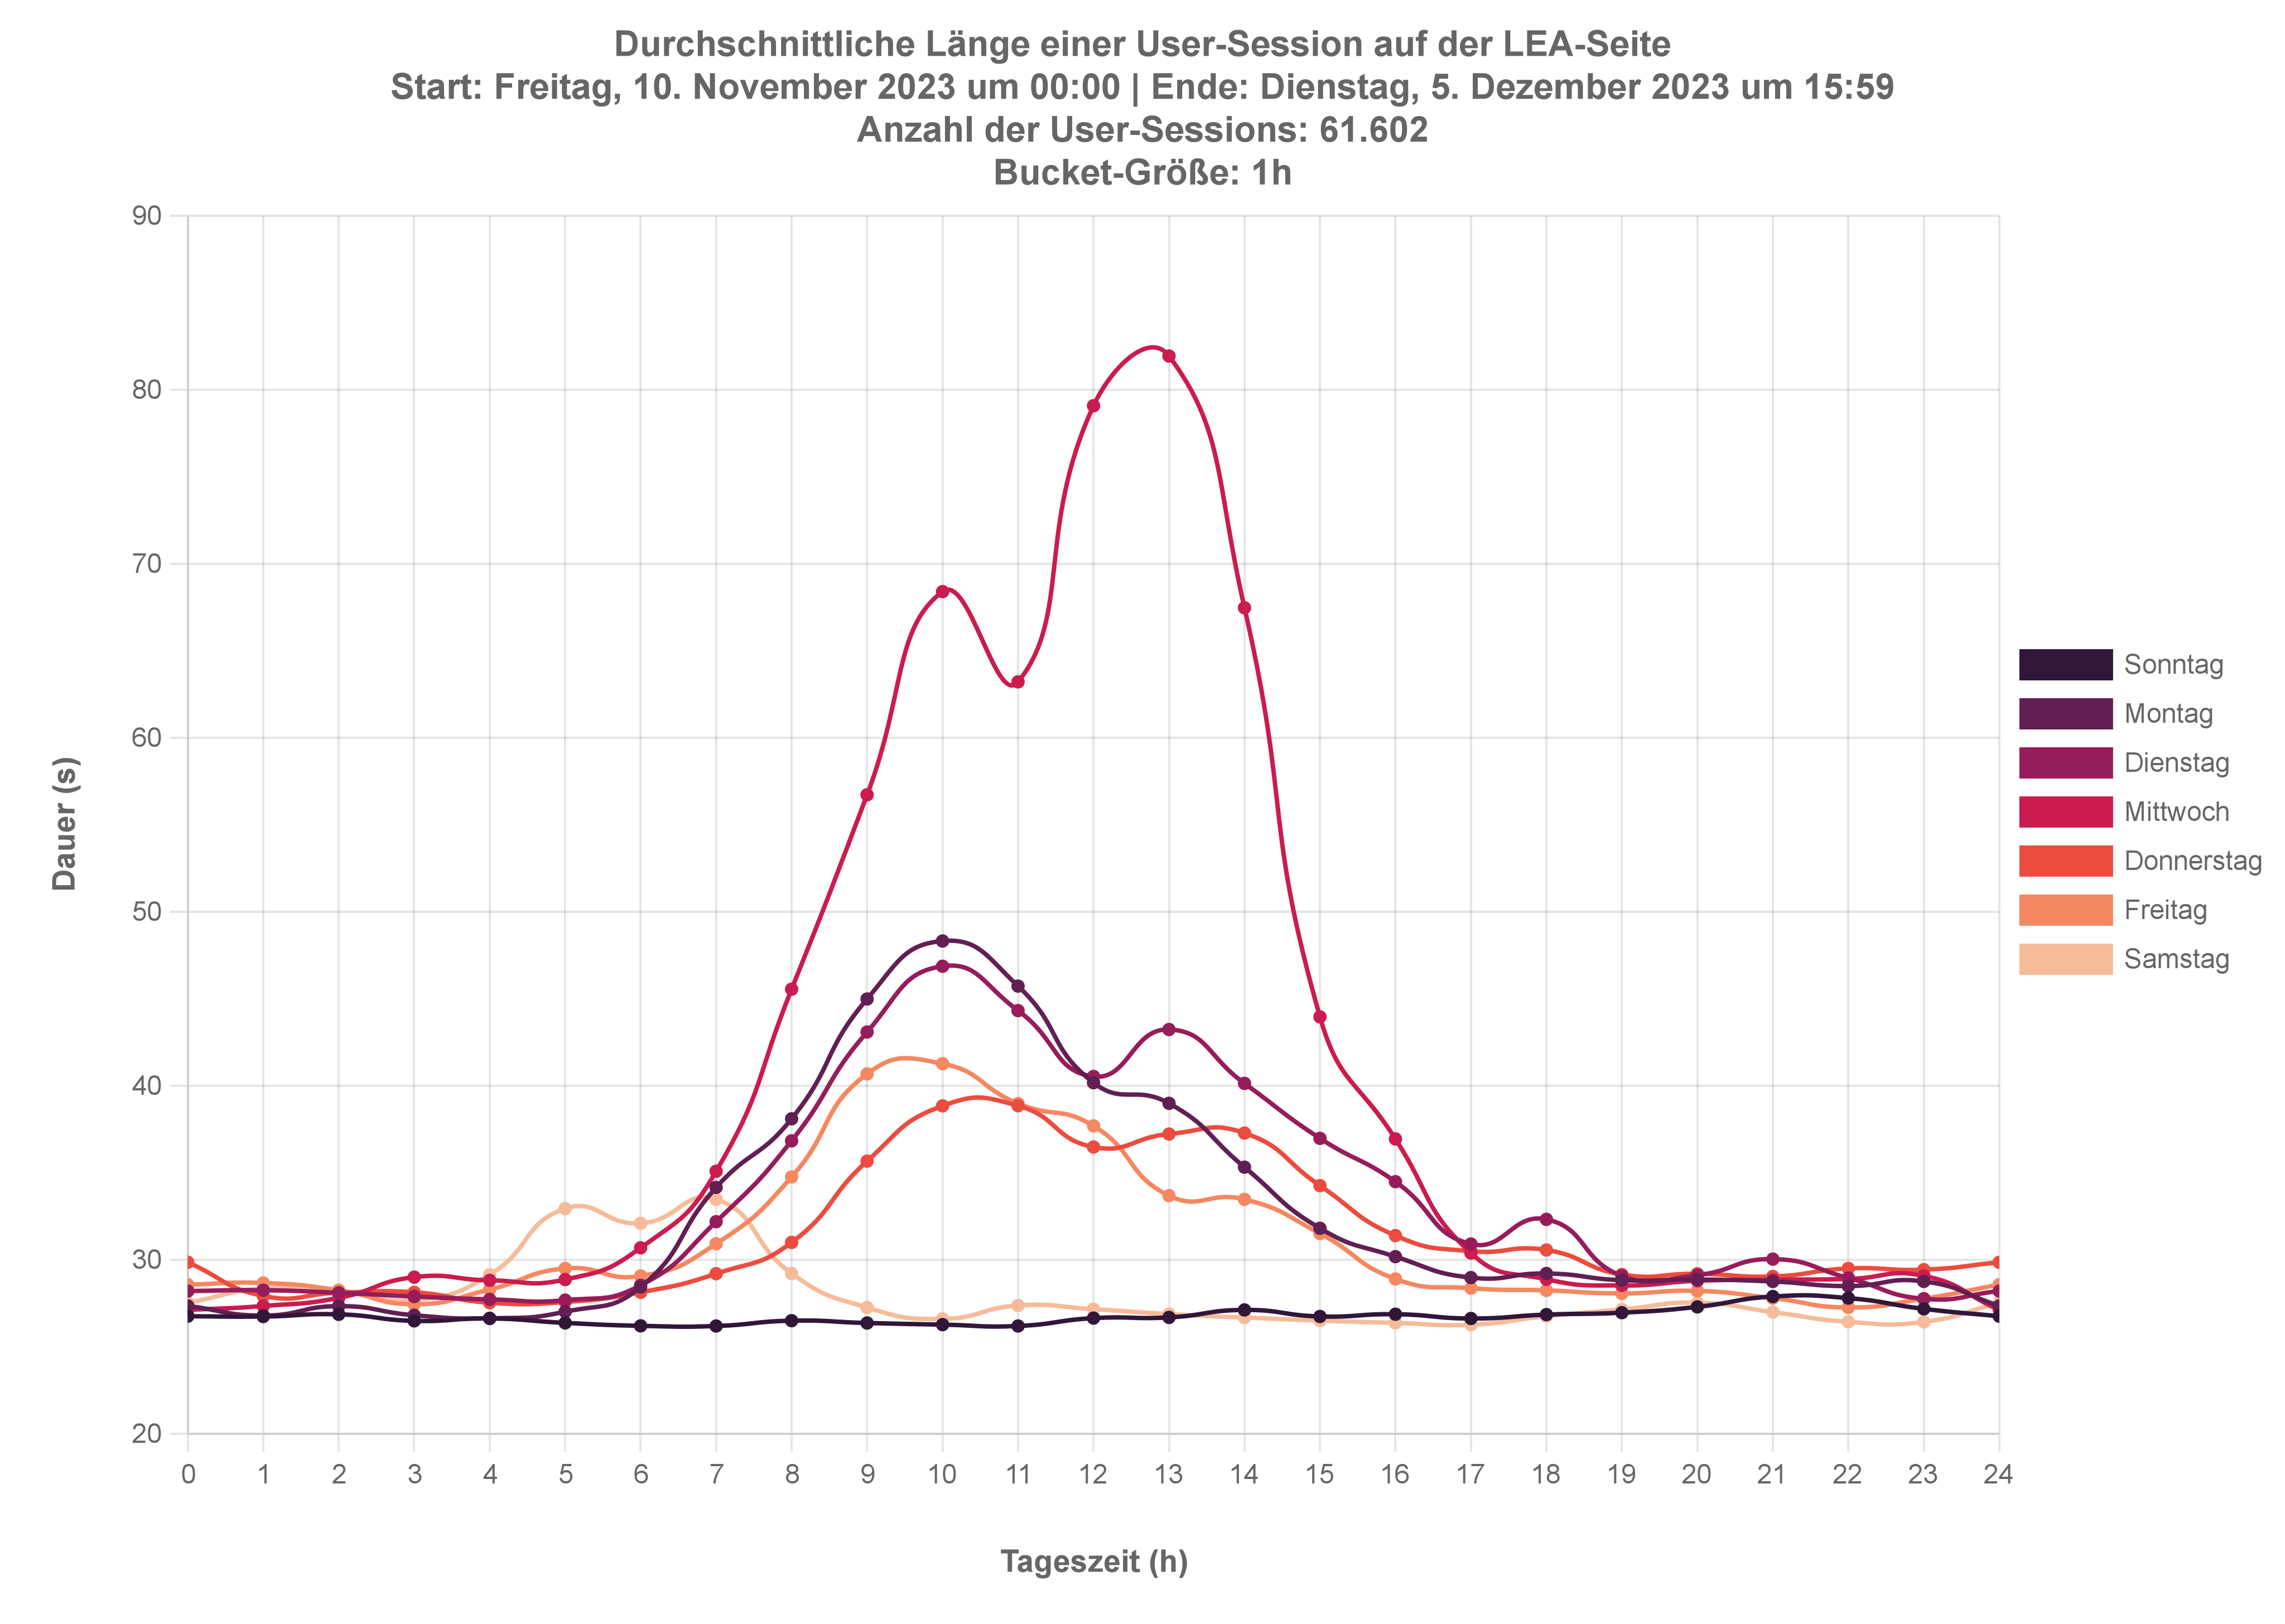 Durchschnittliche Länge einer User-Session auf der LEA-Seite
Start: Freitag, 10. November 2023 um 00:00 | Ende: Dienstag, 5. Dezember 2023 um 15:59
Anzahl der User-Sessions: 61.602
Bucket-Größe: 1h
90
80
70
60
50
40
30
20
Dauer (s)
0 1 2 3 4 5 6 7 8 9 10 11 12 13 14 15 16 17 18 19 20 21 22 23 24
Tageszeit (h)
Sonntag
Montag
Dienstag
Mittwoch
Donnerstag
Freitag
Samstag